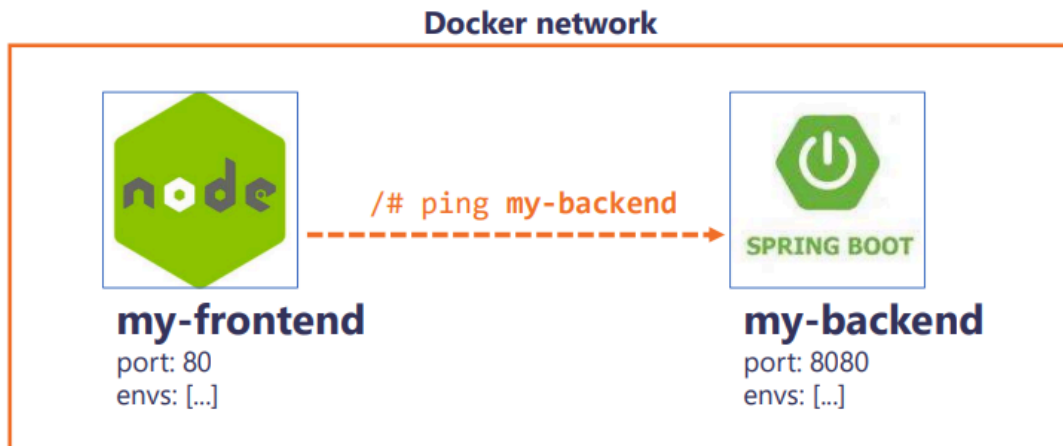 Docker network
node
/# ping my-backend
SPRING BOOT
my-frontend
port: 80
envs: [...]
my-backend
port: 8080
envs: [...]